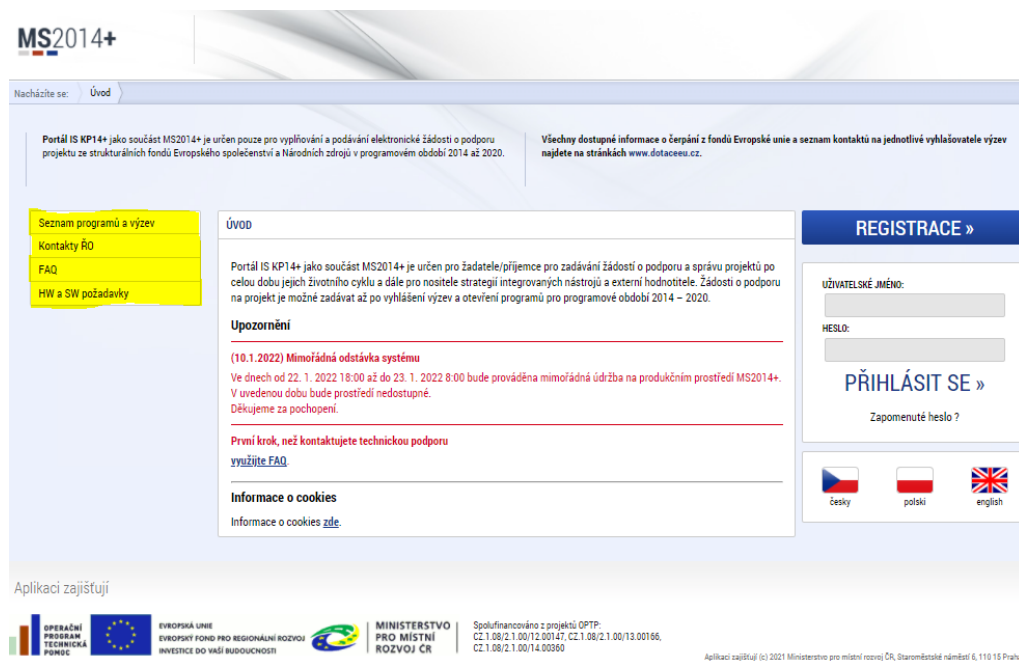 MS2014+
Nacházíte se: Úvod
Portál IS KP14+ jako součást MS2014+ je určen pouze pro vyplňování a podávání elektronické žádosti o podporu
projektu ze strukturálních fondů Evropského společenství a Národních zdrojů v programovém období 2014 až 2020.
Všechny dostupné informace o čerpání z fondů Evropské unie a seznam kontaktů na jednotlivé vyhlašovatele výzev
najdete na stránkách www.dotaceeu.cz.
Seznam programů a výzev
Kontakty ŘO
FAQ
HW a SW požadavky
ÚVOD
Portál IS KP14+ jako součást MS2014+ je určen pro žadatele/příjemce pro zadávání žádostí o podporu a správu projektů po
celou dobu jejich životního cyklu a dále pro nositele strategií integrovaných nástrojů a externí hodnotitele. Žádosti o podporu
na projekt je možné zadávat až po vyhlášení výzev a otevření programů pro programové období 2014 – 2020.
Upozornění
(10.1.2022) Mimořádná odstávka systému
Ve dnech od 22. 1. 2022 18:00 až do 23. 1. 2022 8:00 bude prováděna mimořádná údržba na produkčním prostředí MS2014+.
V uvedenou dobu bude prostředí nedostupné.
Děkujeme za pochopení.
První krok, než kontaktujete technickou podporu
využijte FAQ.
Informace o cookies
Informace o cookies zde.
REGISTRACE »
UŽIVATELSKÉ JMÉNO:
HESLO:
PŘIHLÁSIT SE »
Zapomenuté heslo ?
česky
polski
english
Aplikaci zajišťují
OPERAČNÍ
PROGRAM
TECHNICKÁ
POMOC
EVROPSKÁ UNIE
EVROPSKÝ FOND PRO REGIONÁLNÍ ROZVOJ
INVESTICE DO VAŠÍ BUDOUCNOSTI
MINISTERSTVO
PRO MÍSTNÍ
ROZVOJ ČR
Spolufinancováno z projektů OPTP:
CZ.1.08/2.1.00/12.00147, CZ.1.08/2.1.00/13.00166,
CZ.1.08/2.1.00/14.00360
Aplikaci zajišťují (c) 2021 Ministerstvo pro místní rozvoj ČR, Staroměstské náměstí 6, 110 15 Praha